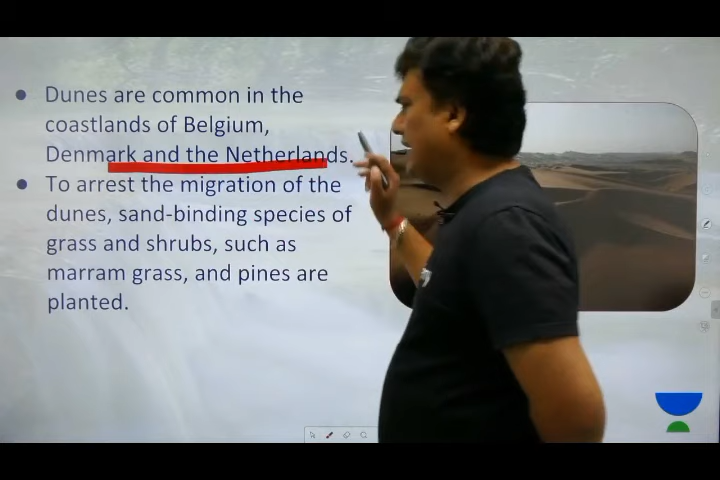 ● Dunes are common in the
coastlands of Belgium,
Denmark and the Netherlands.
● To arrest the migration of the
dunes, sand-binding species of
grass and shrubs, such as
marram grass, and pines are
planted.